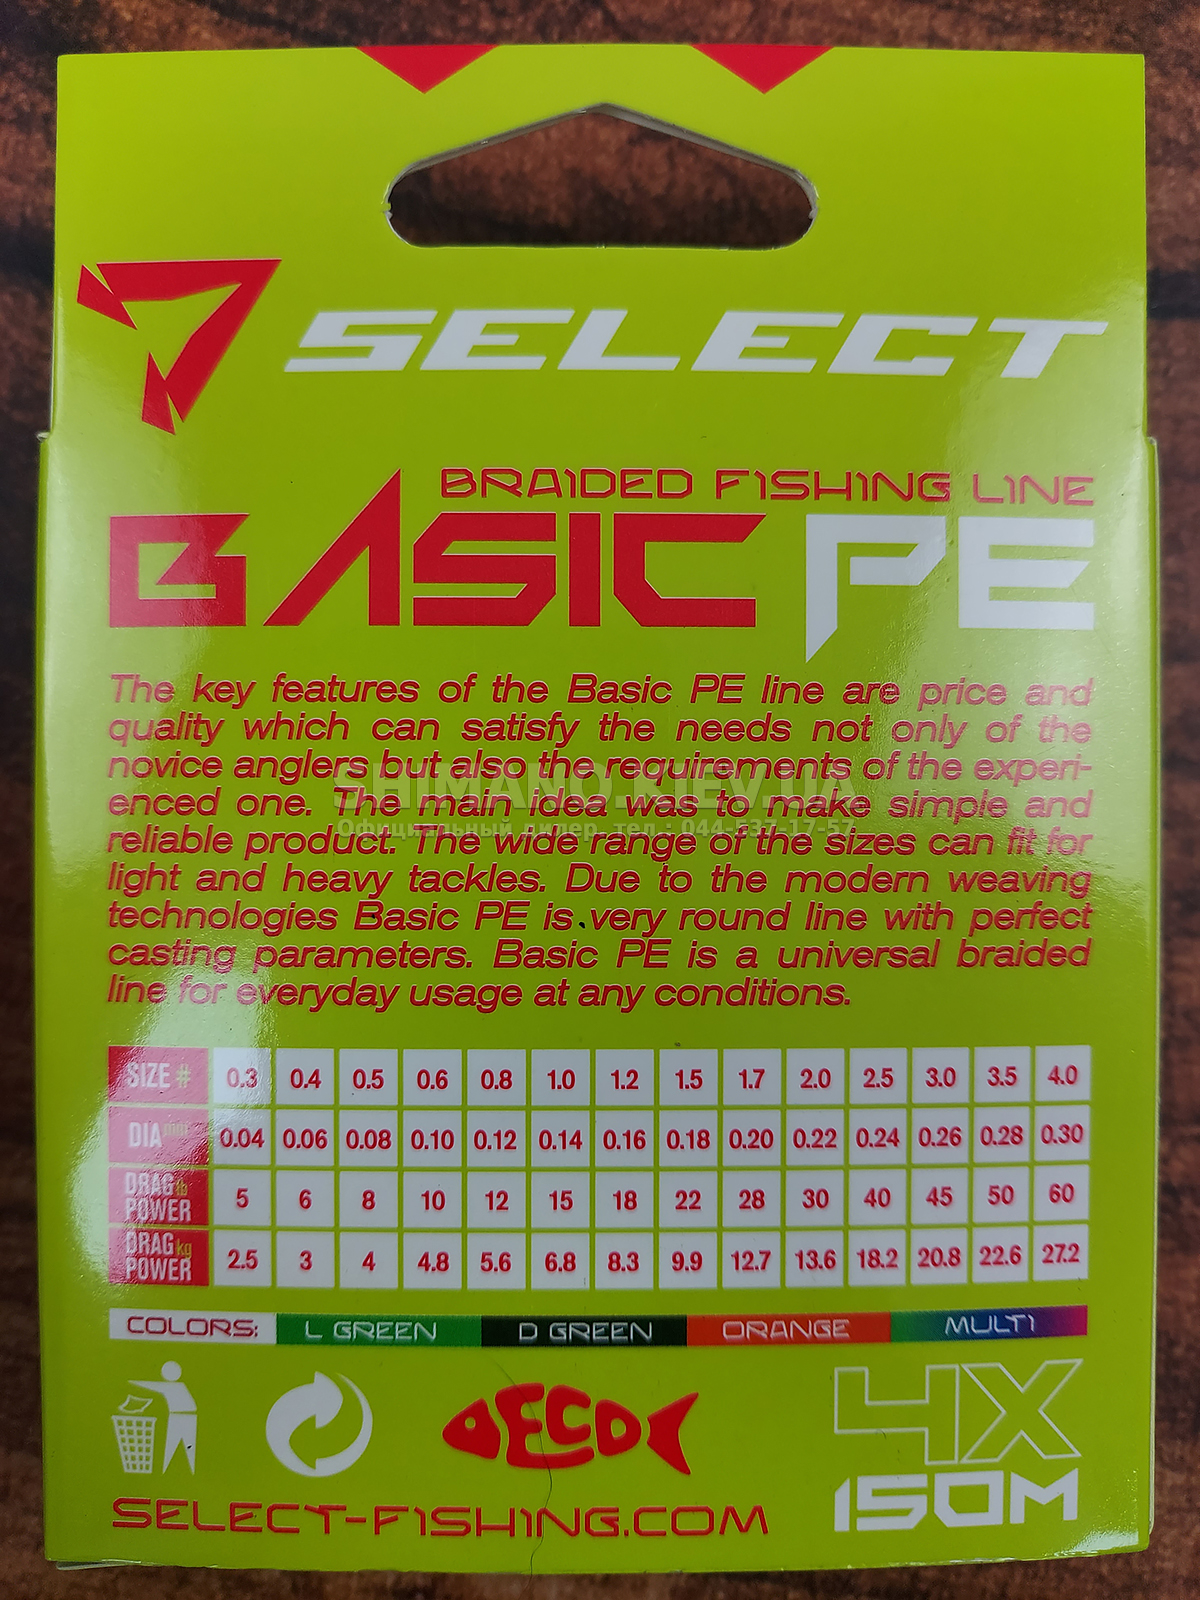 SELECT
BRAIDED FISHING LINE
BASIC PE
The key features of the Basic PE line are price and
quality which can satisfy the needs not only of the
novice anglers but also the requirements of the experi-
enced one. The main idea was to make simple and
reliable product. The wide range of the sizes can fit for
light and heavy tackles. Due to the modern weaving
technologies Basic PE is very round line with perfect
casting parameters. Basic PE is a universal braided
line for everyday usage at any conditions.
SHIMANO.KIEV.UA
Официальный дилер, тел.: 044-537-17-57
SIZE # 0.3 0.4 0.5 0.6 0.8 1.0 1.2 1.5 1.7 2.0 2.5 3.0 3.5 4.0
DIA mm 0.04 0.06 0.08 0.10 0.12 0.14 0.16 0.18 0.20 0.22 0.24 0.26 0.28 0.30
DRAG lb POWER 5 6 8 10 12 15 18 22 28 30 40 45 50 60
DRAG kg POWER 2.5 3 4 4.8 5.6 6.8 8.3 9.9 12.7 13.6 18.2 20.8 22.6 27.2
COLORS: L GREEN D GREEN ORANGE MULTI
ECO
4X
150M
SELECT-FISHING.COM